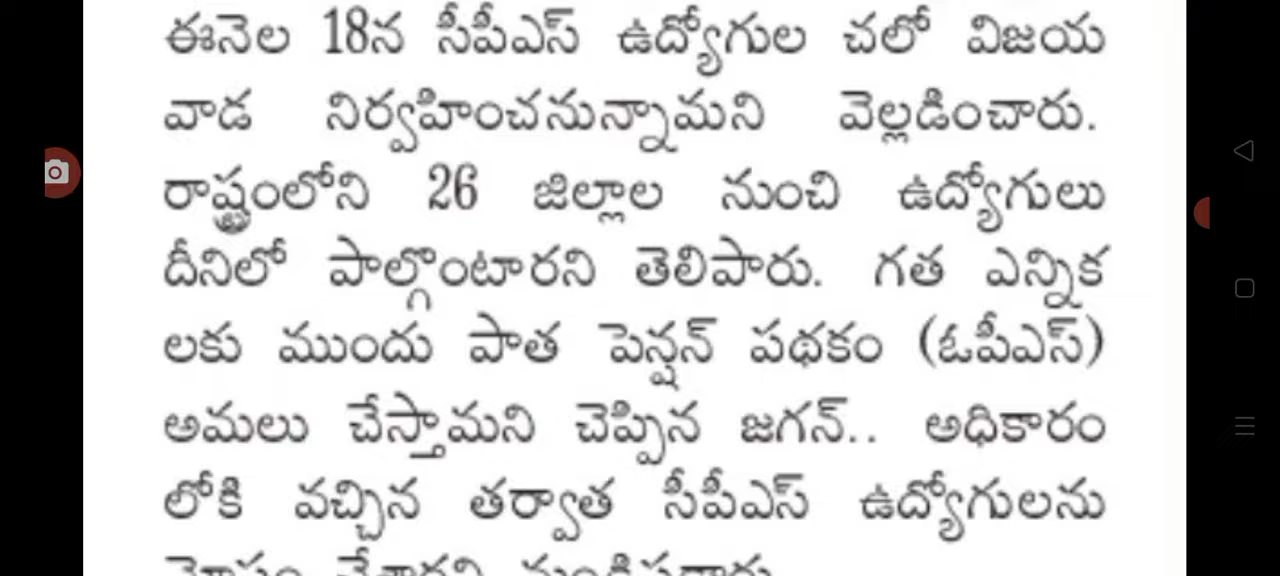 ఈనెల 18న సీపీఎస్ ఉద్యోగుల చలో విజయ
వాడ నిర్వహించనున్నామని వెల్లడించారు.
రాష్ట్రంలోని 26 జిల్లాల నుంచి ఉద్యోగులు
దీనిలో పాల్గొంటారని తెలిపారు. గత ఎన్నిక
లకు ముందు పాత పెన్షన్ పథకం (ఓపీఎస్)
అమలు చేస్తామని చెప్పిన జగన్.. అధికారం
లోకి వచ్చిన తర్వాత సీపీఎస్ ఉద్యోగులను